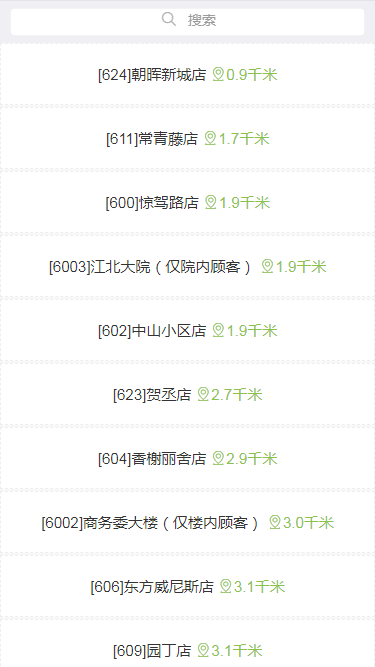 搜索
[624]朝晖新城店 0.9千米
[611]常青藤店 1.7千米
[600]惊驾路店 1.9千米
[6003]江北大院（仅院内顾客） 1.9千米
[602]中山小区店 1.9千米
[623]贺丞店 2.7千米
[604]香榭丽舍店 2.9千米
[6002]商务委大楼（仅楼内顾客） 3.0千米
[606]东方威尼斯店 3.1千米
[609]园丁店 3.1千米